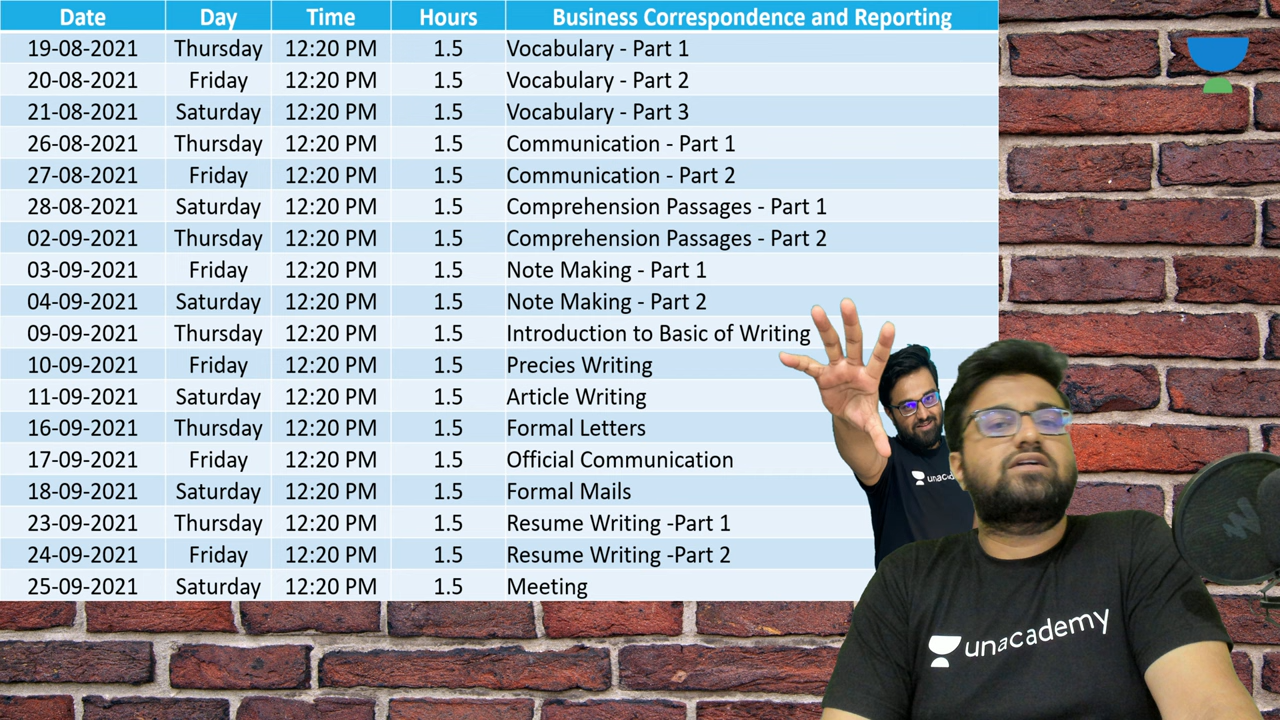 Date Day Time Hours Business Correspondence and Reporting
19-08-2021 Thursday 12:20 PM 1.5 Vocabulary - Part 1
20-08-2021 Friday 12:20 PM 1.5 Vocabulary - Part 2
21-08-2021 Saturday 12:20 PM 1.5 Vocabulary - Part 3
26-08-2021 Thursday 12:20 PM 1.5 Communication - Part 1
27-08-2021 Friday 12:20 PM 1.5 Communication - Part 2
28-08-2021 Saturday 12:20 PM 1.5 Comprehension Passages - Part 1
02-09-2021 Thursday 12:20 PM 1.5 Comprehension Passages - Part 2
03-09-2021 Friday 12:20 PM 1.5 Note Making - Part 1
04-09-2021 Saturday 12:20 PM 1.5 Note Making - Part 2
09-09-2021 Thursday 12:20 PM 1.5 Introduction to Basic of Writing
10-09-2021 Friday 12:20 PM 1.5 Precies Writing
11-09-2021 Saturday 12:20 PM 1.5 Article Writing
16-09-2021 Thursday 12:20 PM 1.5 Formal Letters
17-09-2021 Friday 12:20 PM 1.5 Official Communication
18-09-2021 Saturday 12:20 PM 1.5 Formal Mails
23-09-2021 Thursday 12:20 PM 1.5 Resume Writing -Part 1
24-09-2021 Friday 12:20 PM 1.5 Resume Writing -Part 2
25-09-2021 Saturday 12:20 PM 1.5 Meeting
unacad
unacademy